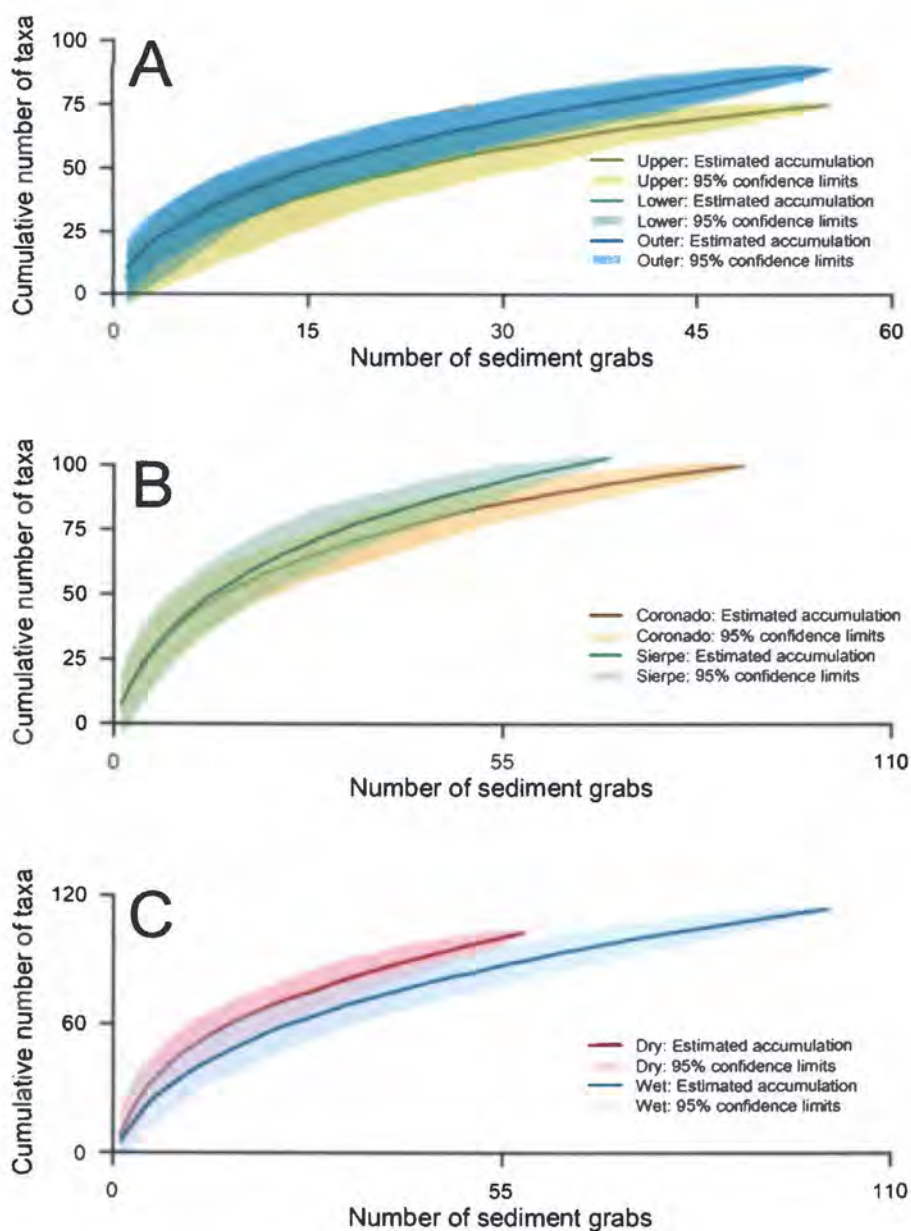 A
Cumulative number of taxa
100
75
50
25
0
Upper: Estimated accumulation
Upper: 95% confidence limits
Lower: Estimated accumulation
Lower: 95% confidence limits
Outer: Estimated accumulation
Outer: 95% confidence limits
0 15 30 45 60
Number of sediment grabs
B
Cumulative number of taxa
100
75
50
25
0
Coronado: Estimated accumulation
Coronado: 95% confidence limits
Sierpe: Estimated accumulation
Sierpe: 95% confidence limits
0 55 110
Number of sediment grabs
C
Cumulative number of taxa
120
60
0
Dry: Estimated accumulation
Dry: 95% confidence limits
Wet: Estimated accumulation
Wet: 95% confidence limits
0 55 110
Number of sediment grabs